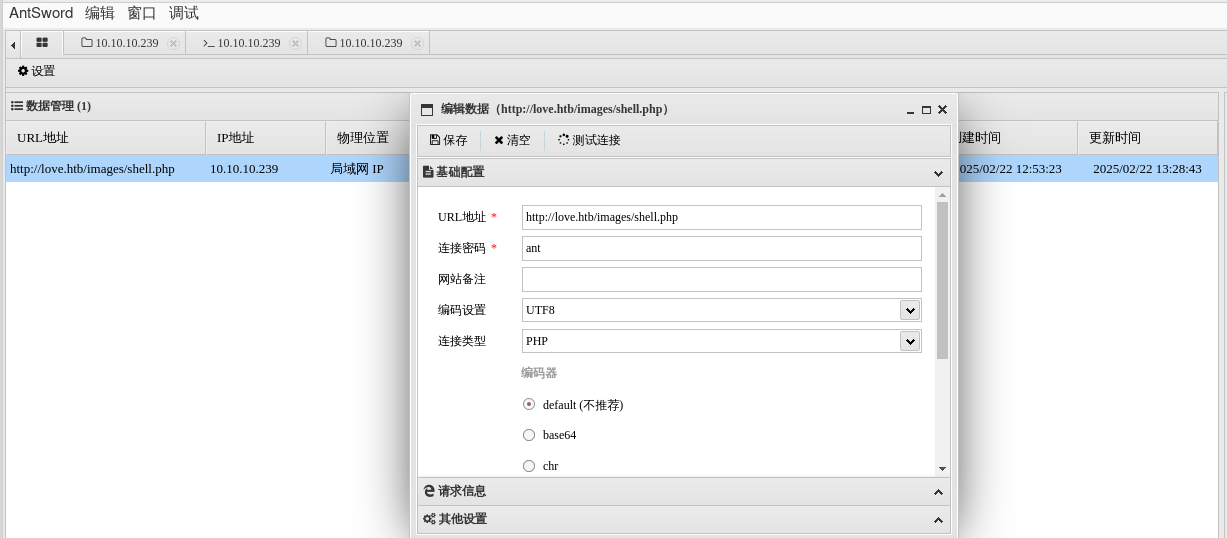 AntSword 编辑 窗口 调试
10.10.10.239 10.10.10.239 10.10.10.239
设置
数据管理 (1)
URL地址 IP地址 物理位置 建时间 更新时间
http://love.htb/images/shell.php 10.10.10.239 局域网 IP 025/02/22 12:53:23 2025/02/22 13:28:43
编辑数据（http://love.htb/images/shell.php）
保存 清空 测试连接
基础配置
URL地址 * http://love.htb/images/shell.php
连接密码 * ant
网站备注
编码设置 UTF8
连接类型 PHP
编码器
default (不推荐)
base64
chr
请求信息
其他设置